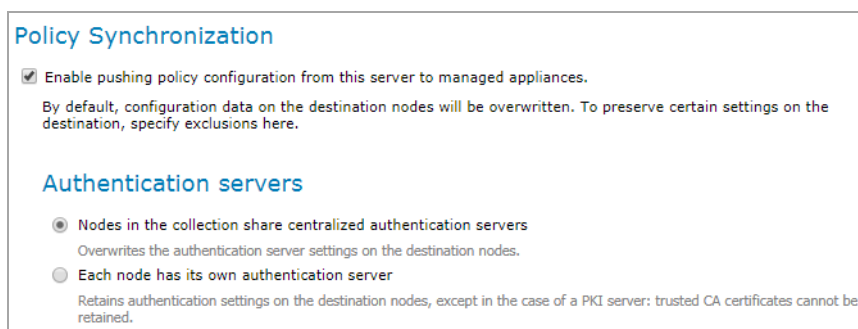 Policy Synchronization
Enable pushing policy configuration from this server to managed appliances.
By default, configuration data on the destination nodes will be overwritten. To preserve certain settings on the
destination, specify exclusions here.
Authentication servers
Nodes in the collection share centralized authentication servers
Overwrites the authentication server settings on the destination nodes.
Each node has its own authentication server
Retains authentication settings on the destination nodes, except in the case of a PKI server: trusted CA certificates cannot be
retained.